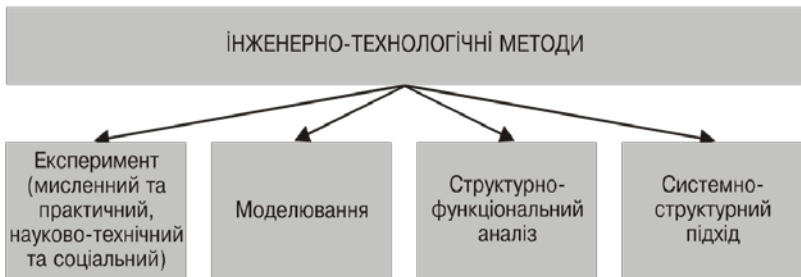 ІНЖЕНЕРНО-ТЕХНОЛОГІЧНІ МЕТОДИ
Експеримент
(мисленний та
практичний,
науково-технічний
та соціальний)
Моделювання
Структурно-
функціональний
аналіз
Системно-
структурний
підхід